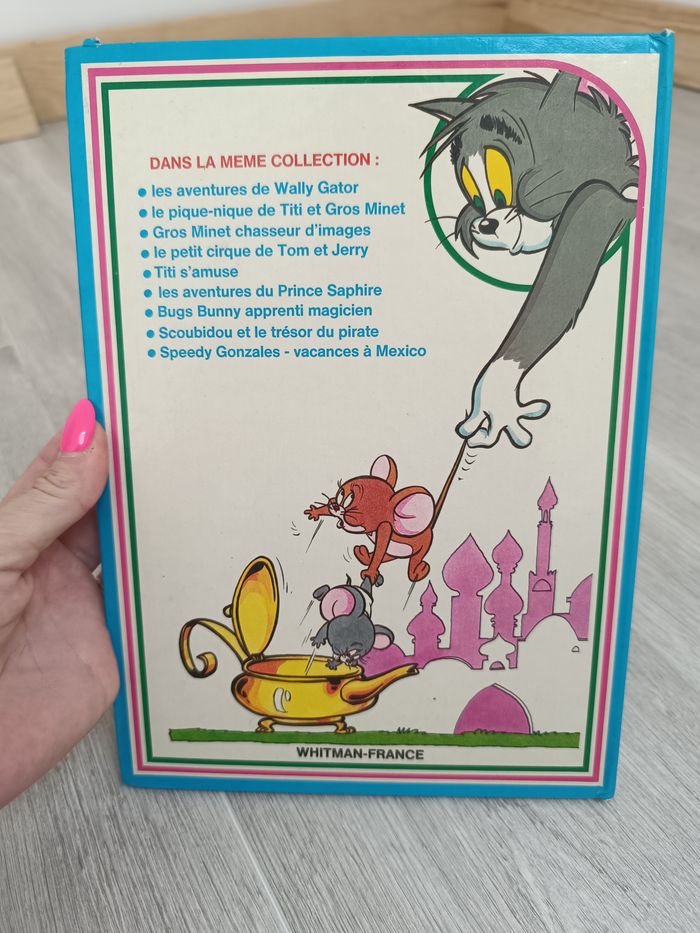 DANS LA MEME COLLECTION :
• les aventures de Wally Gator
• le pique-nique de Titi et Gros Minet
• Gros Minet chasseur d'images
• le petit cirque de Tom et Jerry
• Titi s'amuse
• les aventures du Prince Saphire
• Bugs Bunny apprenti magicien
• Scoubidou et le trésor du pirate
• Speedy Gonzales - vacances à Mexico
WHITMAN-FRANCE